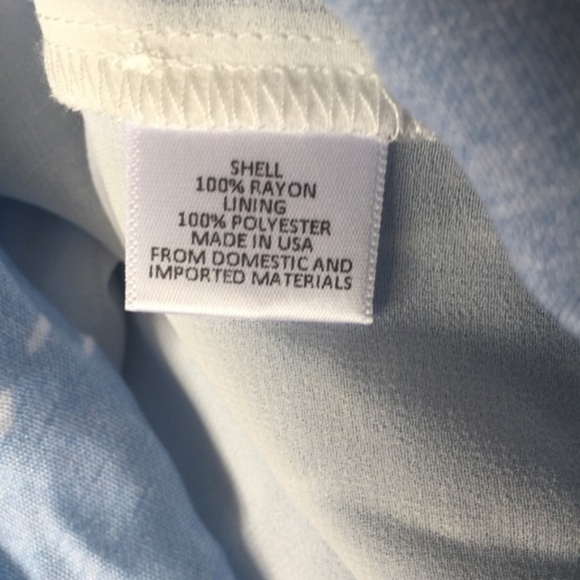 SHELL
100% RAYON
LINING
100% POLYESTER
MADE IN USA
FROM DOMESTIC AND
IMPORTED MATERIALS